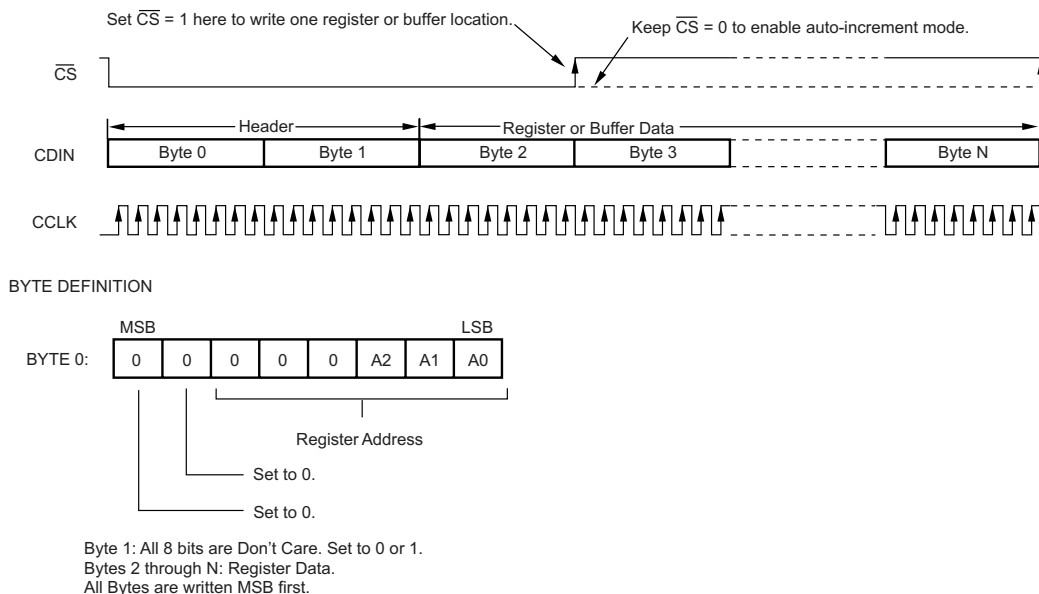 Set CS = 1 here to write one register or buffer location.
Keep CS = 0 to enable auto-increment mode.
CS
Header
Register or Buffer Data
CDIN
Byte 0
Byte 1
Byte 2
Byte 3
Byte N
CCLK
BYTE DEFINITION
MSB
LSB
BYTE 0:
0
0
0
0
0
A2
A1
A0
Register Address
Set to 0.
Set to 0.
Byte 1: All 8 bits are Don’t Care. Set to 0 or 1.
Bytes 2 through N: Register Data.
All Bytes are written MSB first.